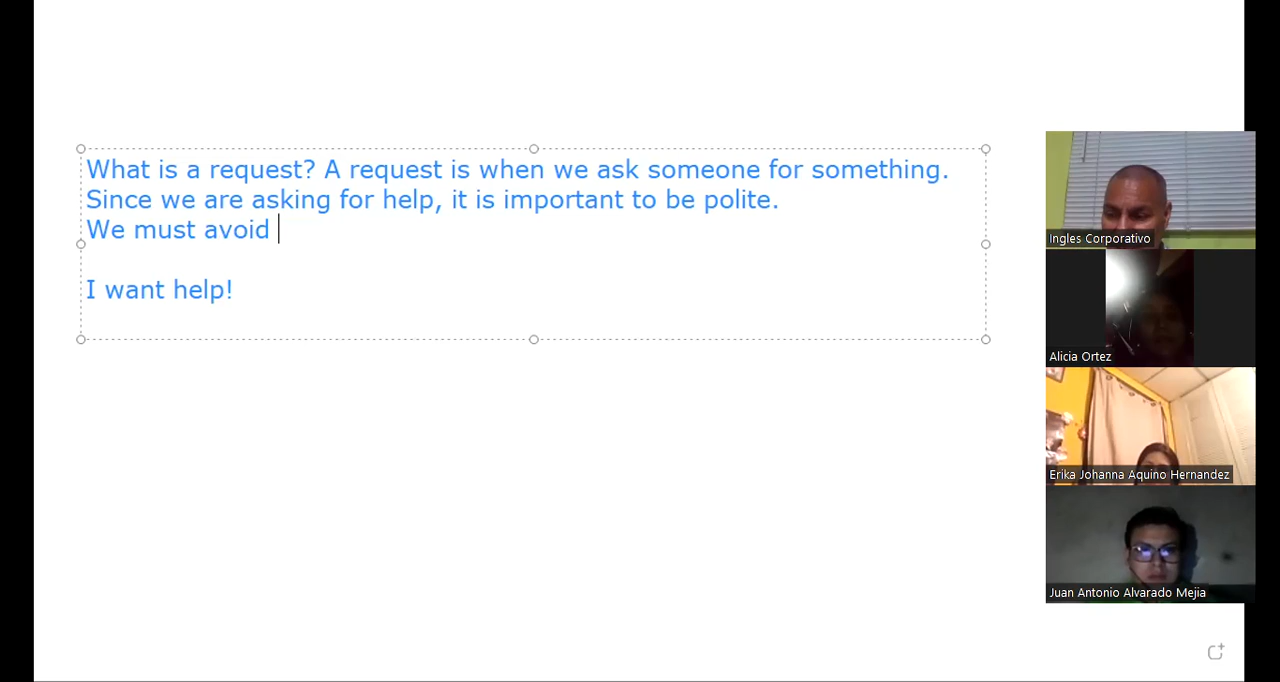 What is a request? A request is when we ask someone for something.
Since we are asking for help, it is important to be polite.
We must avoid
I want help!
Ingles Corporativo
Alicia Ortez
Erika Johanna Aquino Hernandez
Juan Antonio Alvarado Mejia